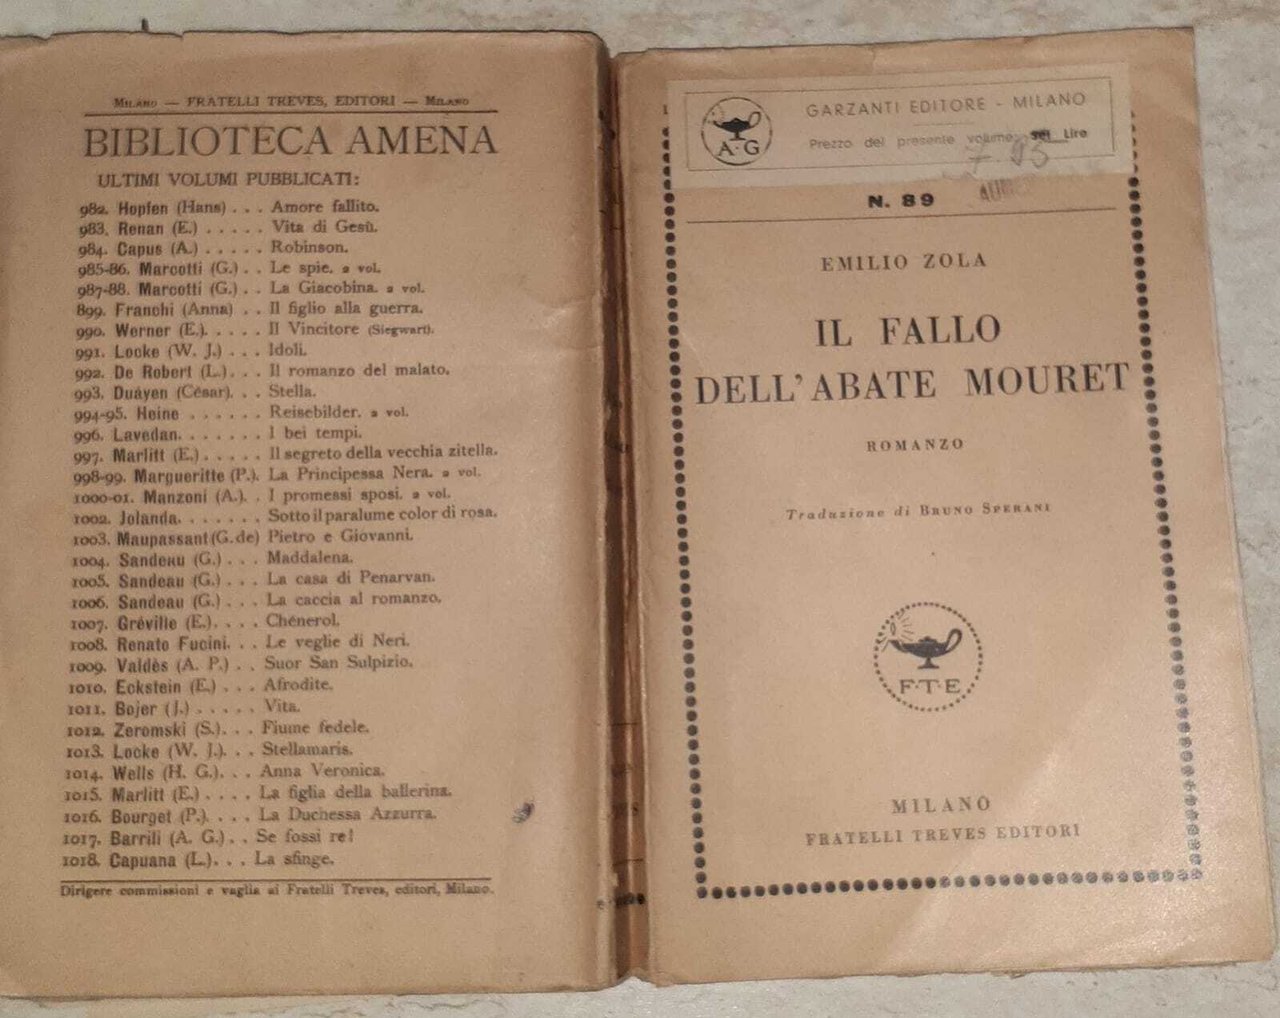 MILANO — FRATELLI TREVES, EDITORI — MILANO
BIBLIOTECA AMENA
ULTIMI VOLUMI PUBBLICATI:
982. Hopfen (Hans) . . . Amore fallito.
983. Renan (E.) . . . . . Vita di Gesù.
984. Capus (A.) . . . . . Robinson.
985-86. Marcotti (G.) . . Le spie. 2 vol.
987-88. Marcotti (G.) . . La Giacobina. 2 vol.
899. Franchi (Anna) . . Il figlio alla guerra.
990. Werner (E.). . . . . Il Vincitore (Siegwart).
991. Locke (W. J.) . . . Idoli.
992. De Robert (L.). . . Il romanzo del malato.
993. Duáyen (César). . . Stella.
994-95. Heine . . . . . . Reisebilder. 2 vol.
996. Lavedan. . . . . . . I bei tempi.
997. Marlitt (E.) . . . . . Il segreto della vecchia zitella.
998-99. Margueritte (P.). La Principessa Nera. 2 vol.
1000-01. Manzoni (A.). . I promessi sposi. 2 vol.
1002. Jolanda. . . . . . . Sotto il paralume color di rosa.
1003. Maupassant (G. de) Pietro e Giovanni.
1004. Sandeau (G.) . . . Maddalena.
1005. Sandeau (G.) . . . La casa di Penarvan.
1006. Sandeau (G.) . . . La caccia al romanzo.
1007. Gréville (E.). . . . Chénerol.
1008. Renato Fucini. . . Le veglie di Neri.
1009. Valdès (A. P.) . . Suor San Sulpizio.
1010. Eckstein (E.) . . . Afrodite.
1011. Bojer (J.) . . . . . Vita.
1012. Zeromski (S.). . . Fiume fedele.
1013. Locke (W. J.). . . Stellamaris.
1014. Wells (H. G.). . . Anna Veronica.
1015. Marlitt (E.) . . . . La figlia della ballerina.
1016. Bourget (P.). . . . La Duchessa Azzurra.
1017. Barrili (A. G.). . Se fossi re!
1018. Capuana (L.). . . La sfinge.
Dirigere commissioni e vaglia ai Fratelli Treves, editori, Milano.
A·G
GARZANTI EDITORE - MILANO
Prezzo del presente volume: sei Lire
N. 89
EMILIO ZOLA
IL FALLO
DELL'ABATE MOURET
ROMANZO
Traduzione di BRUNO SPERANI
F·T·E
MILANO
FRATELLI TREVES EDITORI